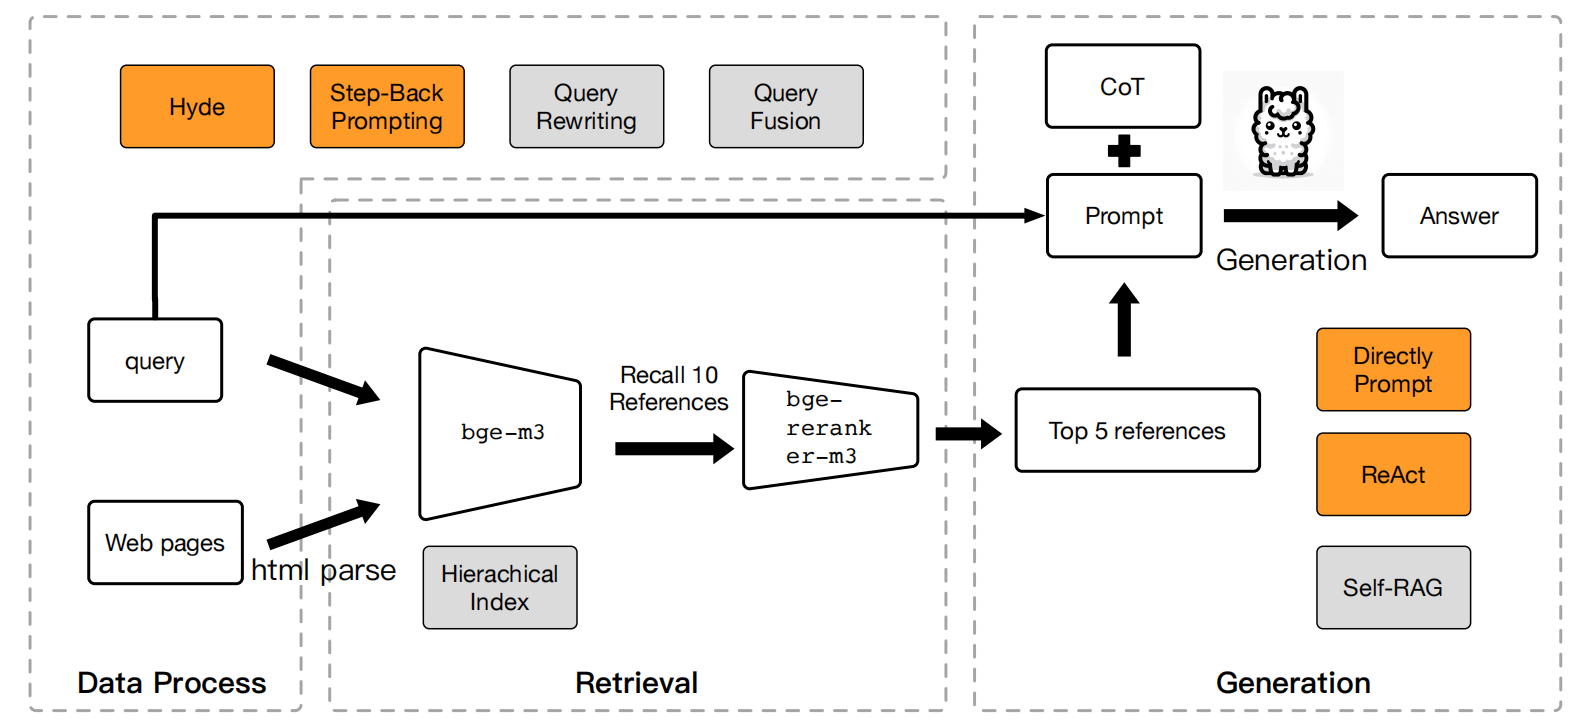 Hyde
Step-Back
Prompting
Query
Rewriting
Query
Fusion
CoT
Prompt
Generation
Answer
query
Web pages
html parse
bge-m3
Recall 10
References
bge-
rerank
er-m3
Hierachical
Index
Top 5 references
Directly
Prompt
ReAct
Self-RAG
Data Process
Retrieval
Generation